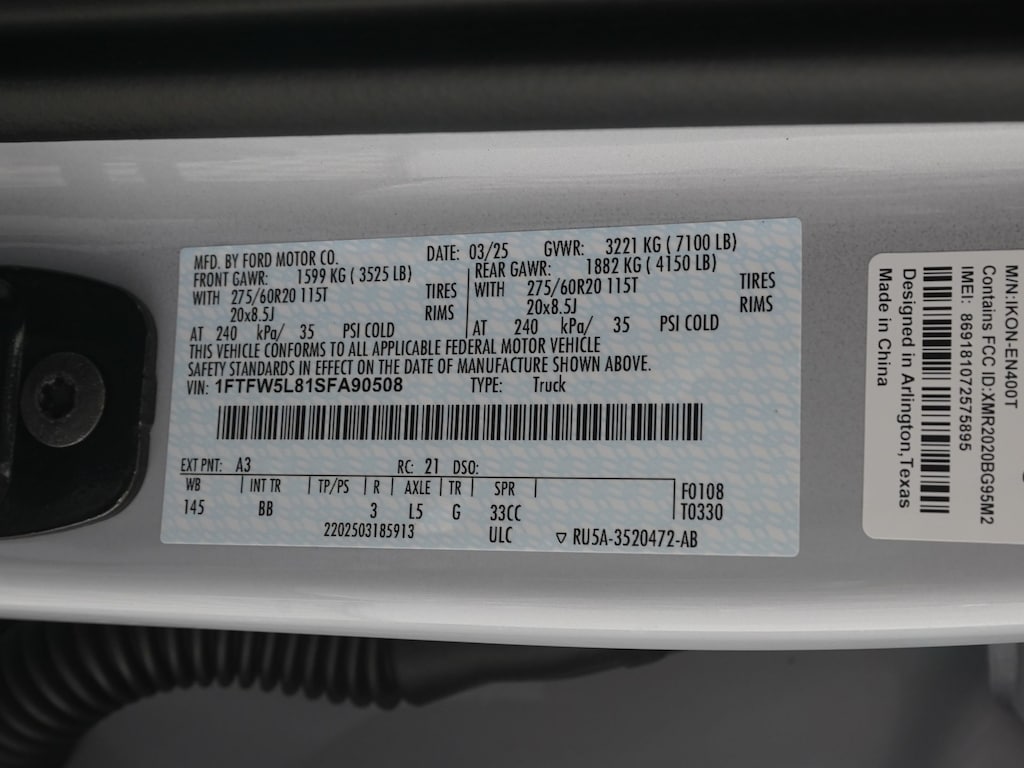 MFD. BY FORD MOTOR CO. DATE: 03/25 GVWR: 3221 KG ( 7100 LB)
FRONT GAWR: 1599 KG ( 3525 LB) REAR GAWR: 1882 KG ( 4150 LB)
WITH 275/60R20 115T TIRES WITH 275/60R20 115T TIRES
20x8.5J RIMS 20x8.5J RIMS
AT 240 kPa/ 35 PSI COLD AT 240 kPa/ 35 PSI COLD
THIS VEHICLE CONFORMS TO ALL APPLICABLE FEDERAL MOTOR VEHICLE
SAFETY STANDARDS IN EFFECT ON THE DATE OF MANUFACTURE SHOWN ABOVE.
VIN: 1FTFW5L81SFA90508 TYPE: Truck
EXT PNT: A3 RC: 21 DSO:
WB INT TR TP/PS R AXLE TR SPR F0108
145 BB 3 L5 G 33CC T0330
2202503185913 ULC ▽ RU5A-3520472-AB
M/N:IKON-EN400T
Contains FCC ID:XMR2020BG95M2
IMEI: 869181072575895
Designed in Arlington,Texas
Made in China